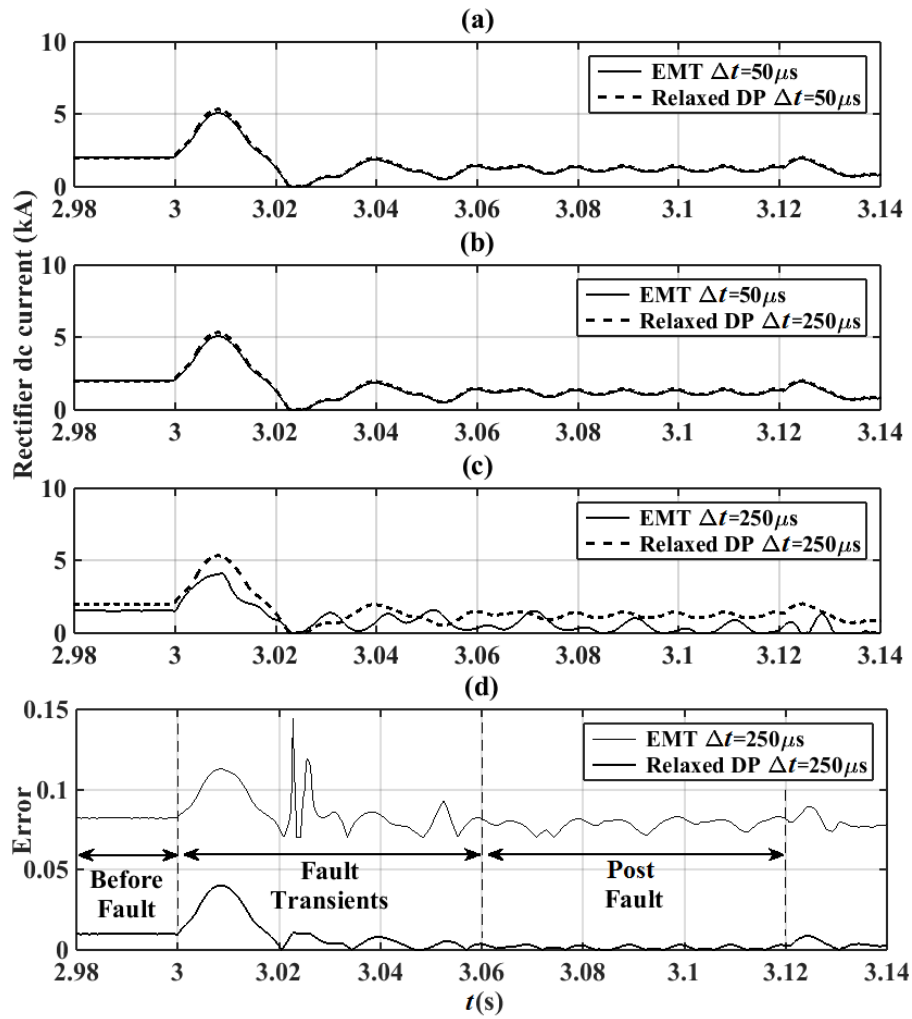 (a)
10
5
0
EMT Δt=50μs
Relaxed DP Δt=50μs
2.98 3 3.02 3.04 3.06 3.08 3.1 3.12 3.14
(b)
10
5
0
EMT Δt=50μs
Relaxed DP Δt=250μs
2.98 3 3.02 3.04 3.06 3.08 3.1 3.12 3.14
Rectifier dc current (kA)
(c)
10
5
0
EMT Δt=250μs
Relaxed DP Δt=250μs
2.98 3 3.02 3.04 3.06 3.08 3.1 3.12 3.14
(d)
0.15
0.1
0.05
0
Error
EMT Δt=250μs
Relaxed DP Δt=250μs
Before
Fault
Fault
Transients
Post
Fault
2.98 3 3.02 3.04 3.06 3.08 3.1 3.12 3.14
t(s)